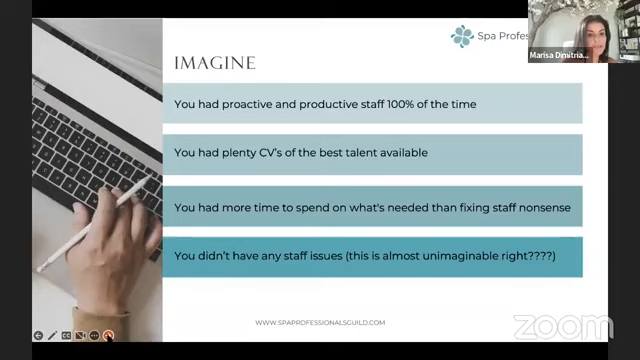 Spa Profes
Marisa Dimitria...
IMAGINE
You had proactive and productive staff 100% of the time
You had plenty CV's of the best talent available
You had more time to spend on what's needed than fixing staff nonsense
You didn't have any staff issues (this is almost unimaginable right????)
WWW.SPAPROFESSIONALSGUILD.COM
zoom